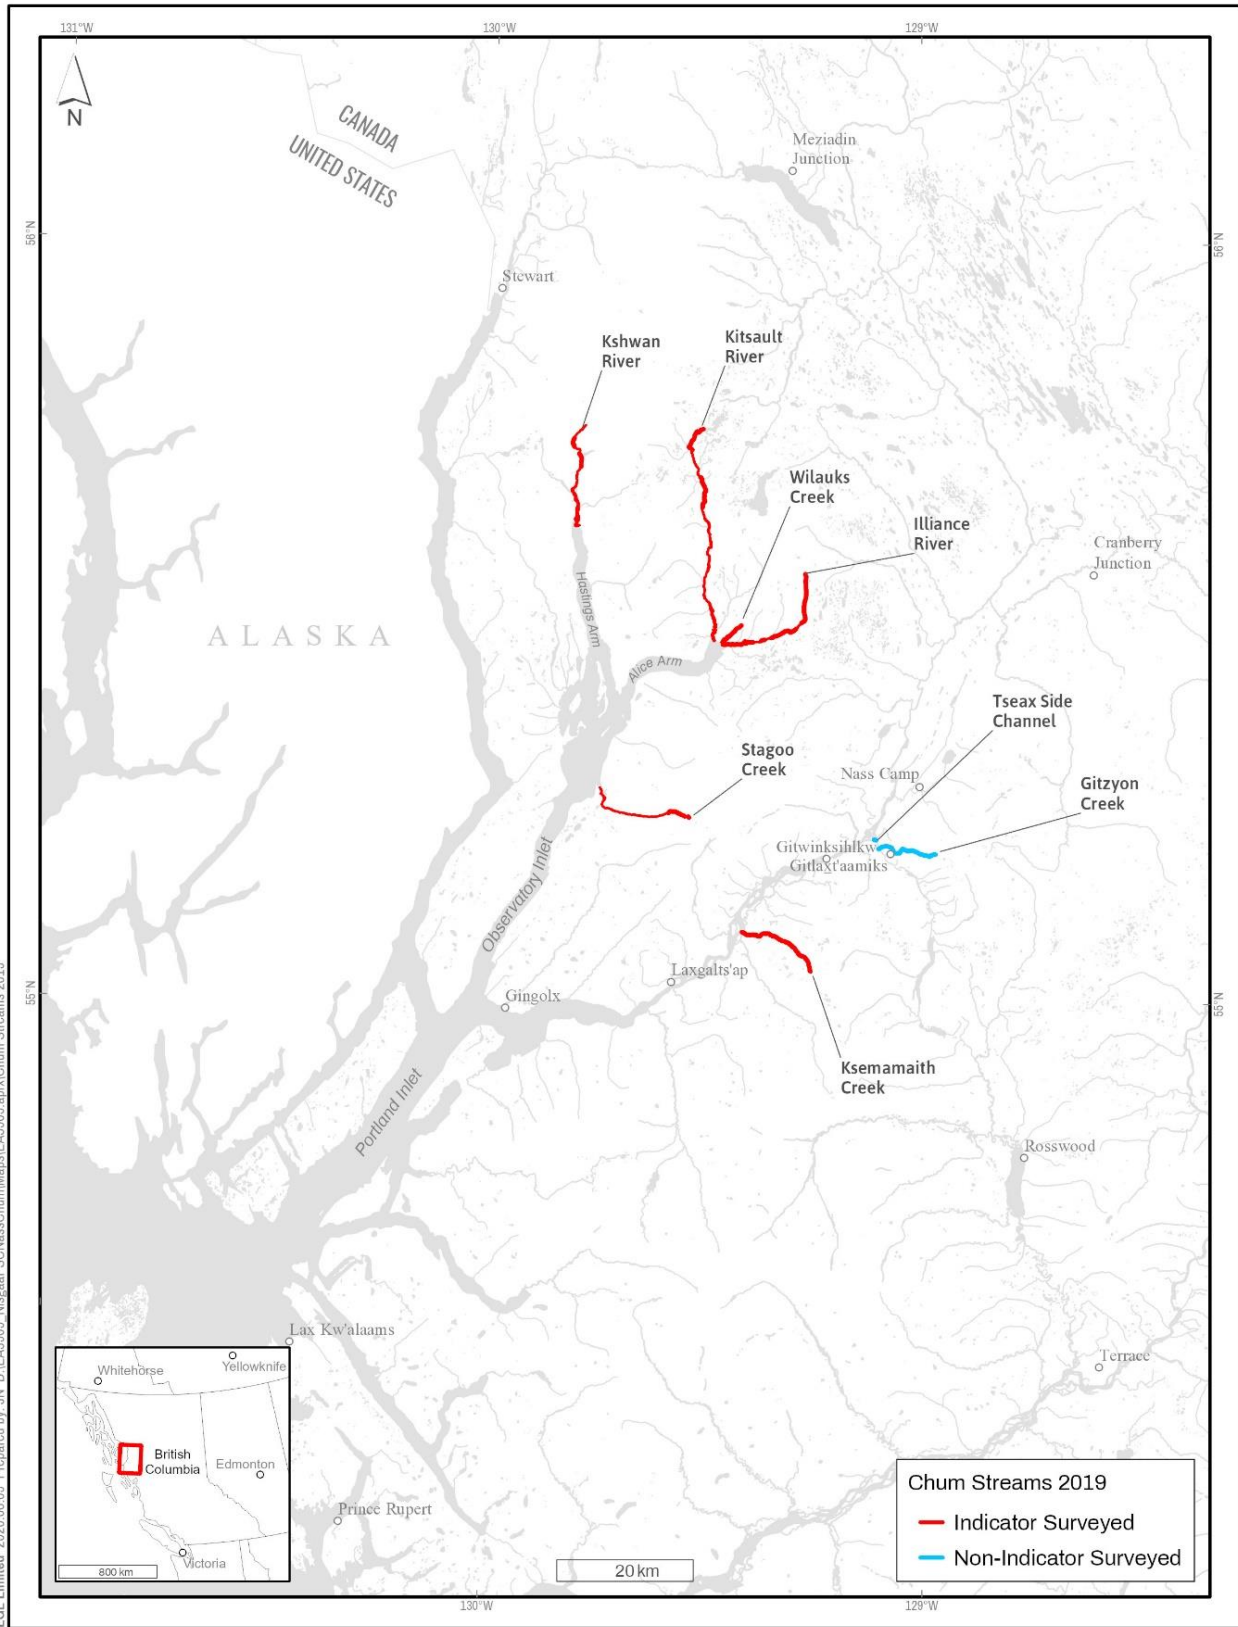 131°W
130°W
129°W
N
CANADA
UNITED STATES
Meziadin
Junction
56°N
56°N
Stewart
Kshwan
River
Kitsault
River
Wilauks
Creek
Illiance
River
Cranberry
Junction
Hastings Arm
ALASKA
Alice Arm
Tseax Side
Channel
Stagoo
Creek
Nass Camp
Gitzyon
Creek
Gitwinksihlkw
Gitlaxt'aamiks
Observatory Inlet
Laxgalts'ap
55°N
55°N
Gingolx
Ksemamaith
Creek
Portland Inlet
Rosswood
Lax Kw'alaams
Terrace
Prince Rupert
Whitehorse
Yellowknife
British
Columbia
Edmonton
Victoria
800 km
20 km
Chum Streams 2019
Indicator Surveyed
Non-Indicator Surveyed
130°W
129°W